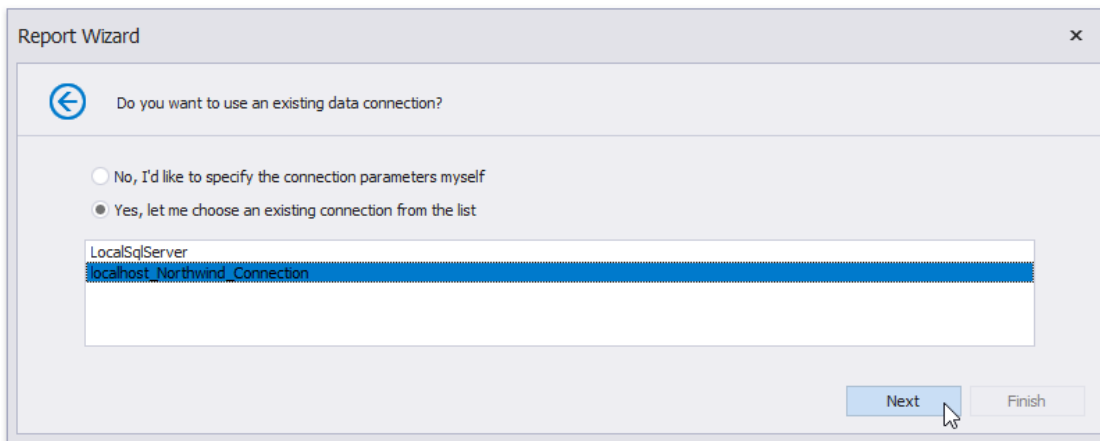 Report Wizard
Do you want to use an existing data connection?
No, I'd like to specify the connection parameters myself
Yes, let me choose an existing connection from the list
LocalSqlServer
localhost_Northwind_Connection
Next
Finish